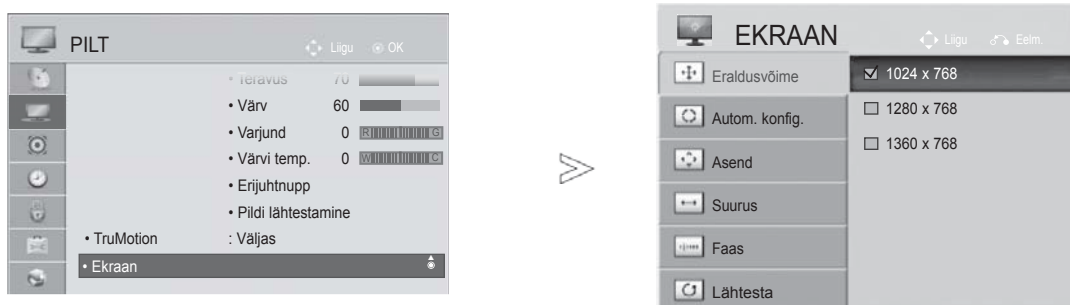 PILT
Liigu OK
• Teravus 70
• Värv 60
• Varjund 0 R G
• Värvi temp. 0 W C
• Erijuhtnupp
• Pildi lähtestamine
• TruMotion : Väljas
• Ekraan
EKRAAN
Liigu Eelm.
Eraldusvõime
1024 x 768
Autom. konfig.
1280 x 768
1360 x 768
Asend
Suurus
Faas
Lähtesta